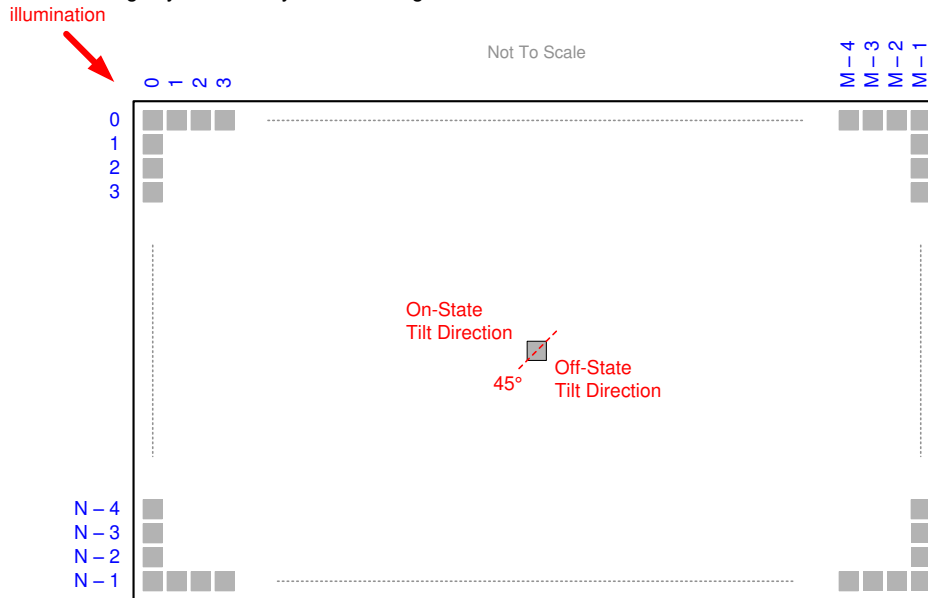 illumination
Not To Scale
0 1 2 3
M – 4 M – 3 M – 2 M – 1
0
1
2
3
On-State
Tilt Direction
45°
Off-State
Tilt Direction
N – 4
N – 3
N – 2
N – 1